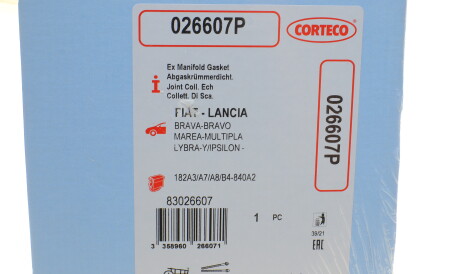 026607P
CORTECO
Ex Manifold Gasket
Abgaskrümmerdicht.
Joint Coll. Ech
Collett. Di Sca.
FIAT - LANCIA
BRAVA-BRAVO
MAREA-MULTIPLA
LYBRA-Y/IPSILON -
182A3/A7/A8/B4-840A2
83026607
1 PC
3 358960 266071
026607P
39/21
EAC